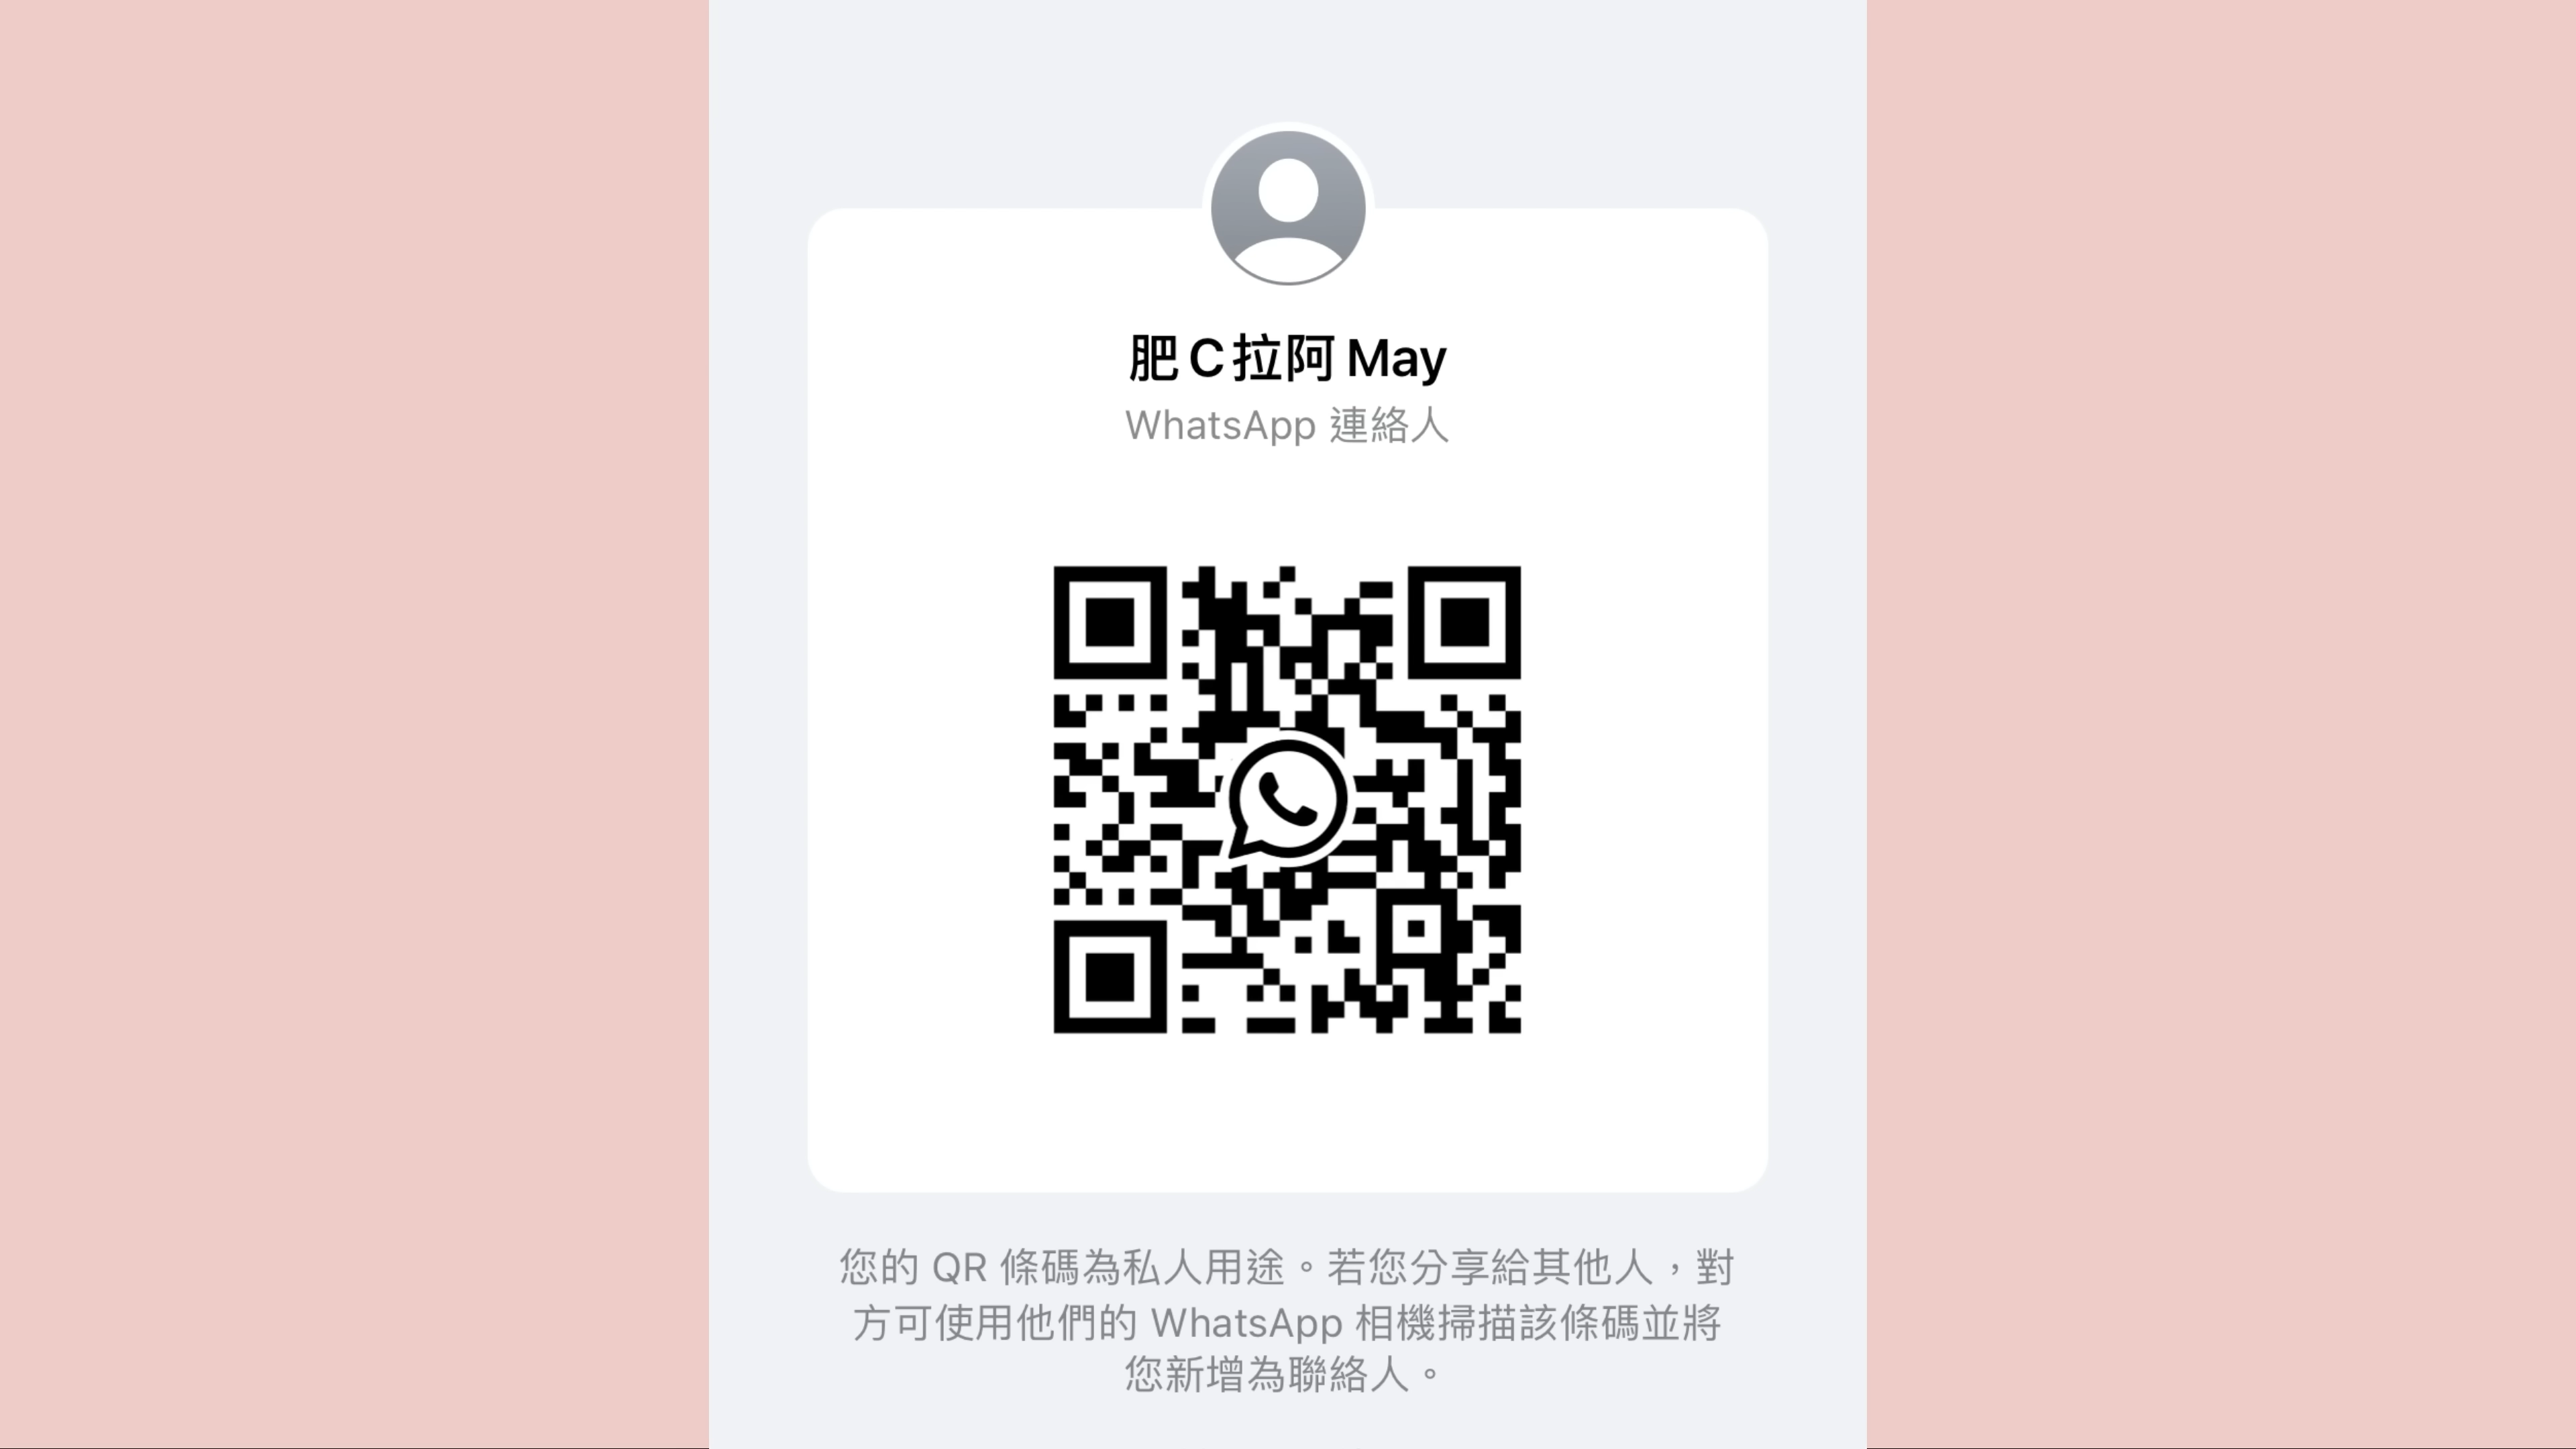 肥C拉阿May
WhatsApp 連絡人
您的 QR 條碼為私人用途。若您分享給其他人，對
方可使用他們的 WhatsApp 相機掃描該條碼並將
您新增為聯絡人。